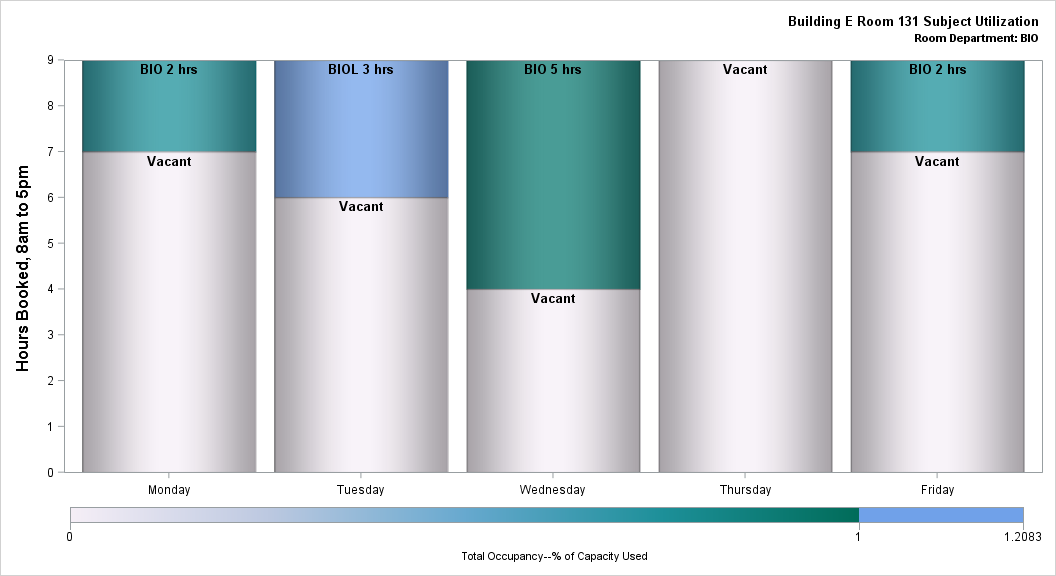 Building E Room 131 Subject Utilization
Room Department: BIO
Hours Booked, 8am to 5pm
9
8
7
6
5
4
3
2
1
0
BIO 2 hrs
Vacant
BIOL 3 hrs
Vacant
BIO 5 hrs
Vacant
Vacant
BIO 2 hrs
Vacant
Monday
Tuesday
Wednesday
Thursday
Friday
0
1
1.2083
Total Occupancy--% of Capacity Used